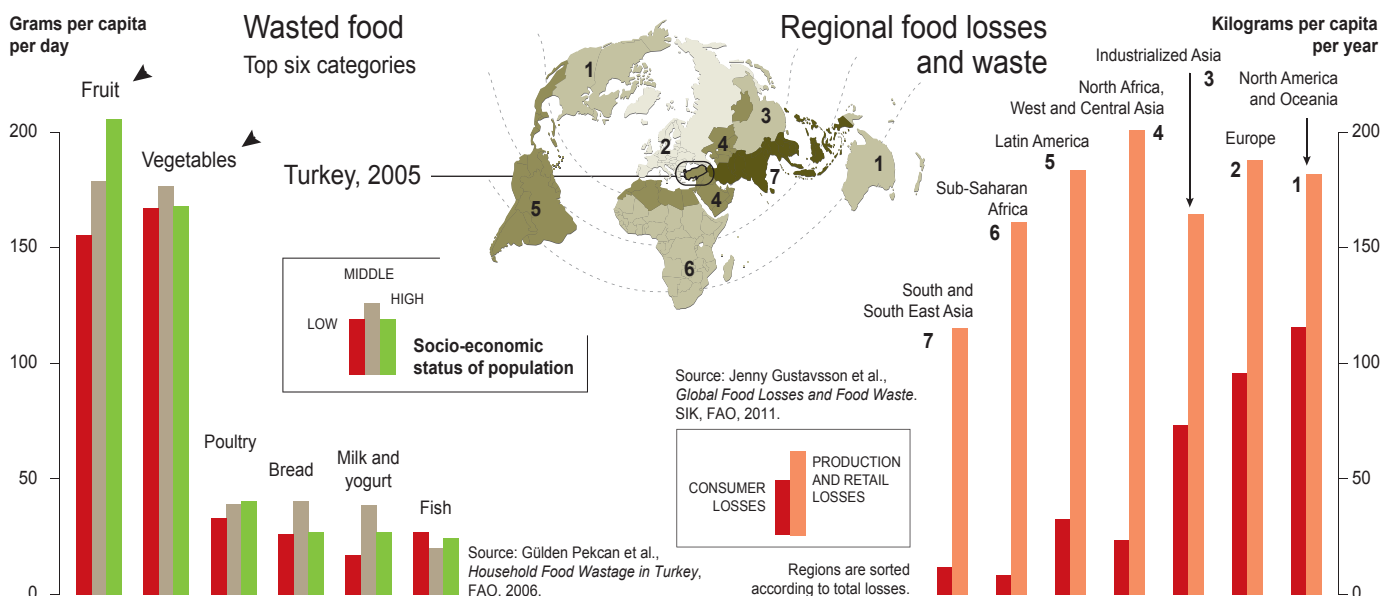 Grams per capita
per day
Wasted food
Top six categories
Fruit
Vegetables
Turkey, 2005
200
150
100
50
0
MIDDLE
HIGH
LOW
Socio-economic
status of population
Poultry
Bread
Milk and
yogurt
Fish
Source: Gülden Pekcan et al.,
Household Food Wastage in Turkey,
FAO, 2006.
1
2
3
4
7
1
4
5
6
Regional food losses
and waste
Kilograms per capita
per year
Industrialized Asia
3
North America
and Oceania
1
North Africa,
West and Central Asia
4
Europe
2
Latin America
5
Sub-Saharan
Africa
6
South and
South East Asia
7
200
150
100
50
0
Source: Jenny Gustavsson et al.,
Global Food Losses and Food Waste.
SIK, FAO, 2011.
CONSUMER
LOSSES
PRODUCTION
AND RETAIL
LOSSES
Regions are sorted
according to total losses.